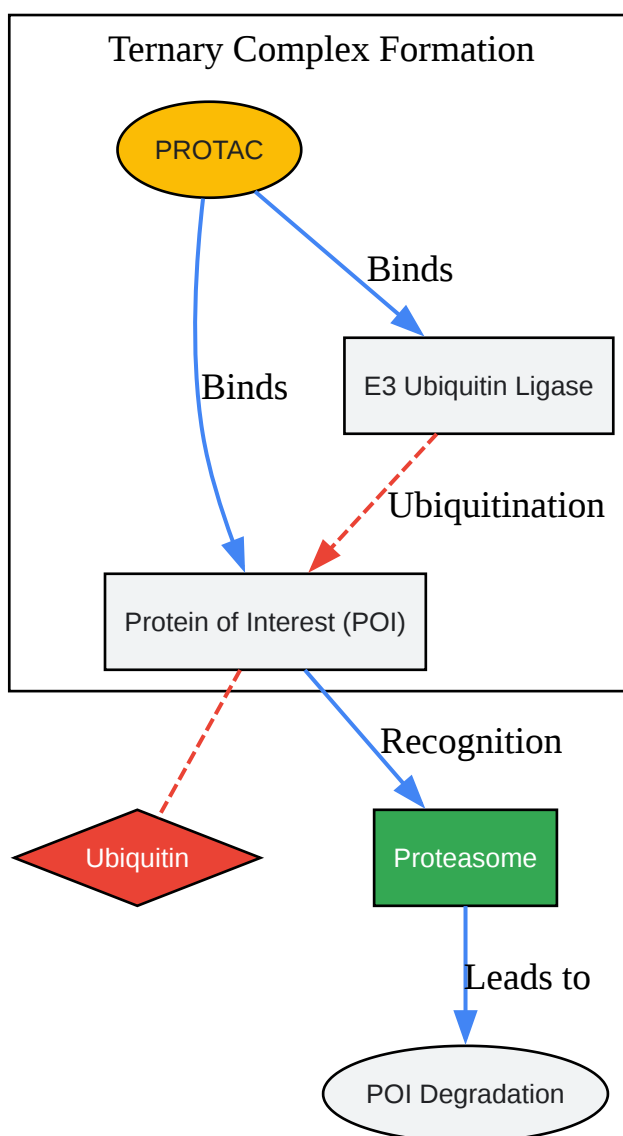 Ternary Complex Formation
PROTAC
Binds
E3 Ubiquitin Ligase
Binds
Ubiquitination
Protein of Interest (POI)
Recognition
Ubiquitin
Proteasome
Leads to
POI Degradation